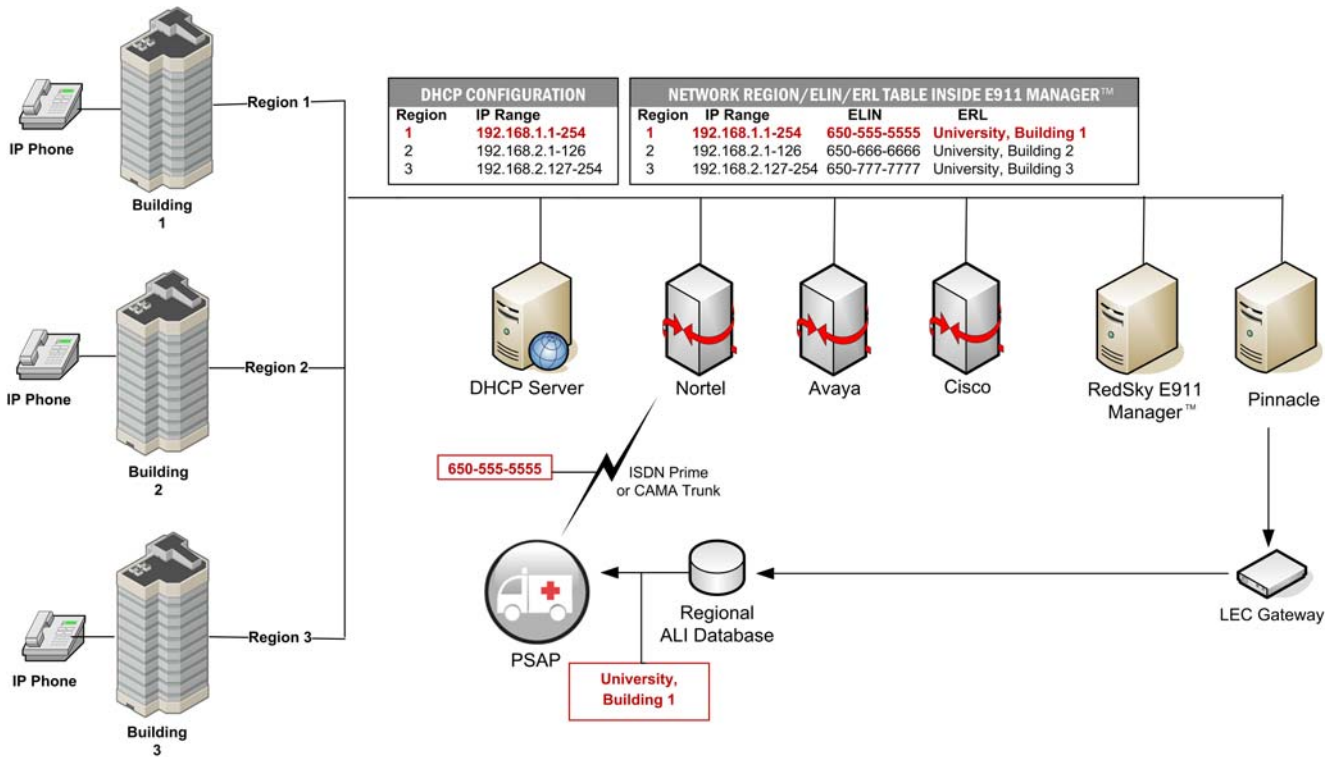 IP Phone
Building
1
Region 1
IP Phone
Building
2
Region 2
IP Phone
Building
3
Region 3
DHCP CONFIGURATION
Region IP Range
1 192.168.1.1-254
2 192.168.2.1-126
3 192.168.2.127-254
NETWORK REGION/ELIN/ERL TABLE INSIDE E911 MANAGER™
Region IP Range ELIN ERL
1 192.168.1.1-254 650-555-5555 University, Building 1
2 192.168.2.1-126 650-666-6666 University, Building 2
3 192.168.2.127-254 650-777-7777 University, Building 3
DHCP Server
Nortel
Avaya
Cisco
RedSky E911
Manager™
Pinnacle
650-555-5555
ISDN Prime
or CAMA Trunk
PSAP
Regional
ALI Database
LEC Gateway
University,
Building 1